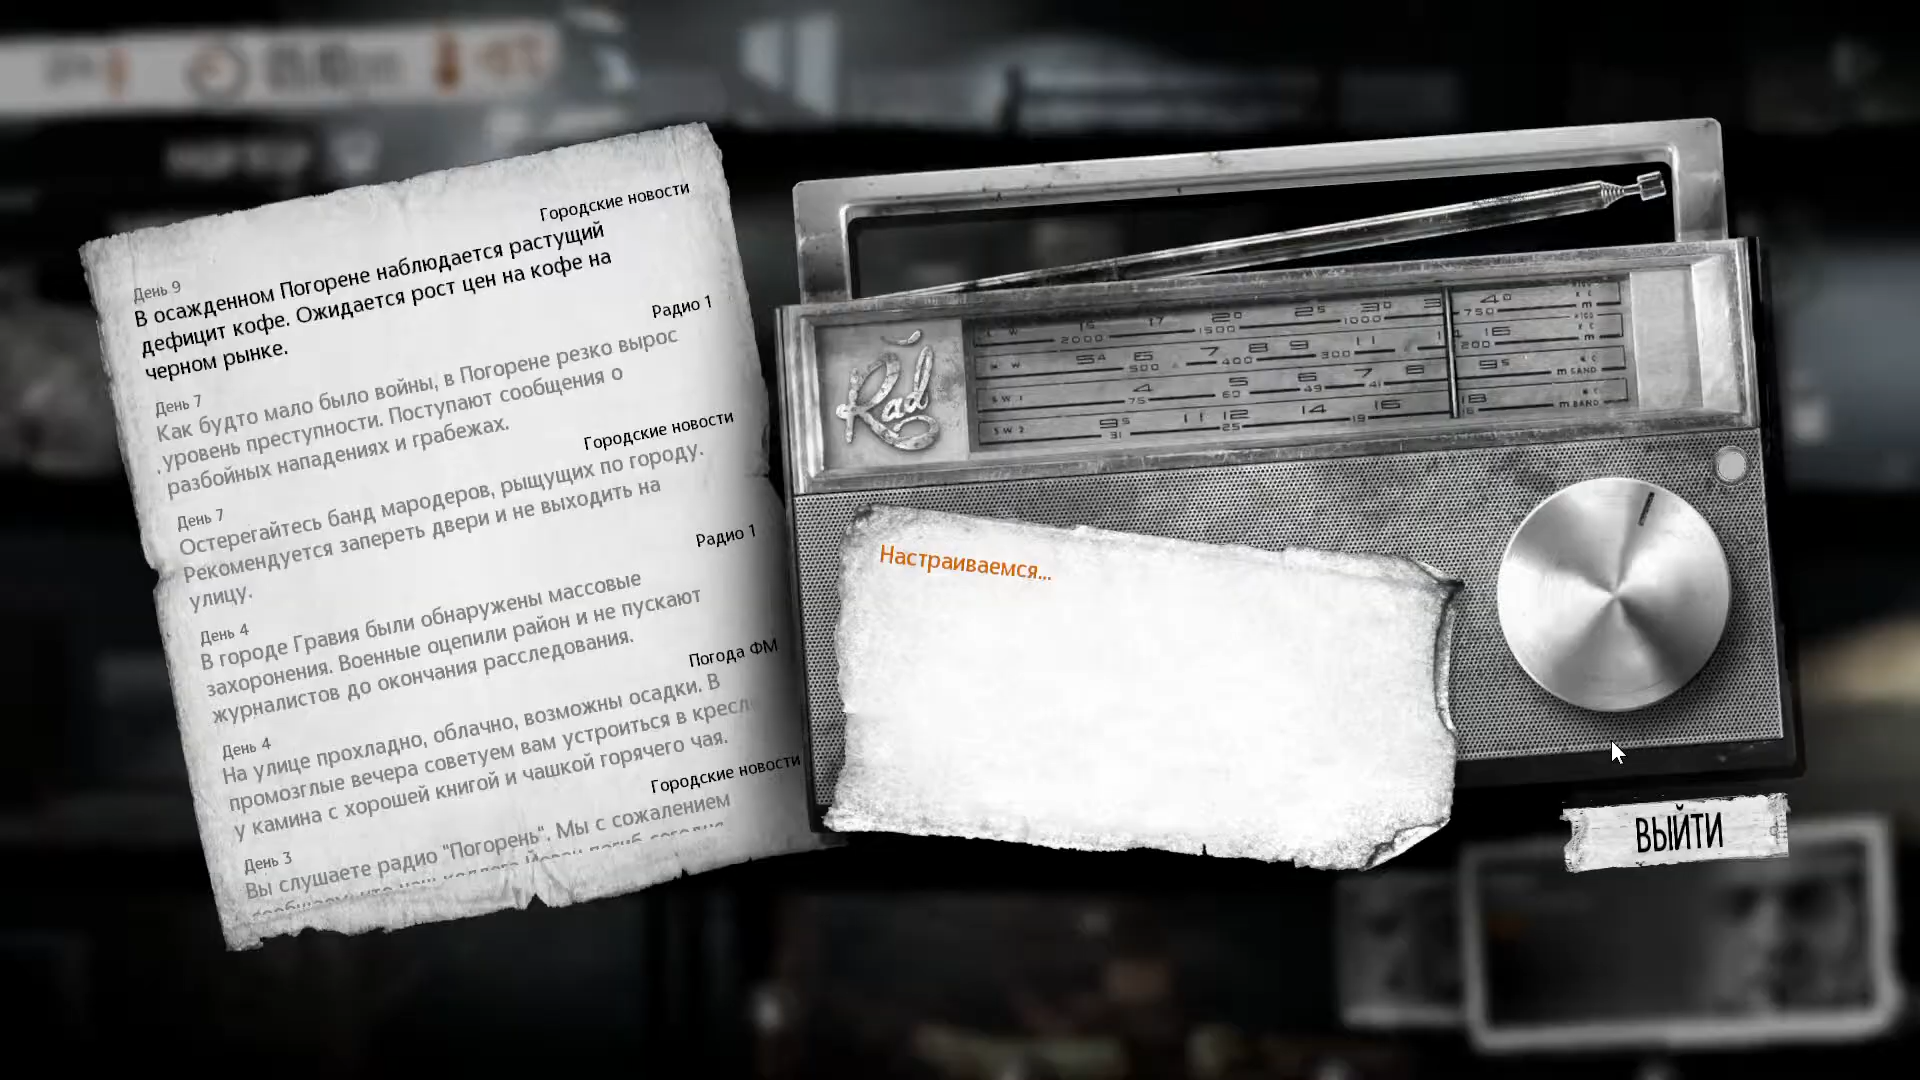 Городские новости
День 9
В осажденном Погорене наблюдается растущий
дефицит кофе. Ожидается рост цен на кофе на
черном рынке.
Радио 1
День 7
Как будто мало было войны, в Погорене резко вырос
уровень преступности. Поступают сообщения о
разбойных нападениях и грабежах.
Городские новости
День 7
Остерегайтесь банд мародеров, рыщущих по городу.
Рекомендуется запереть двери и не выходить на
улицу.
Радио 1
День 4
В городе Гравия были обнаружены массовые
захоронения. Военные оцепили район и не пускают
журналистов до окончания расследования.
Погода ФМ
День 4
На улице прохладно, облачно, возможны осадки. В
промозглые вечера советуем вам устроиться в кресле
у камина с хорошей книгой и чашкой горячего чая.
Городские новости
День 3
Вы слушаете радио "Погорень". Мы с сожалением
Rad
Настраиваемся...
ВЫЙТИ